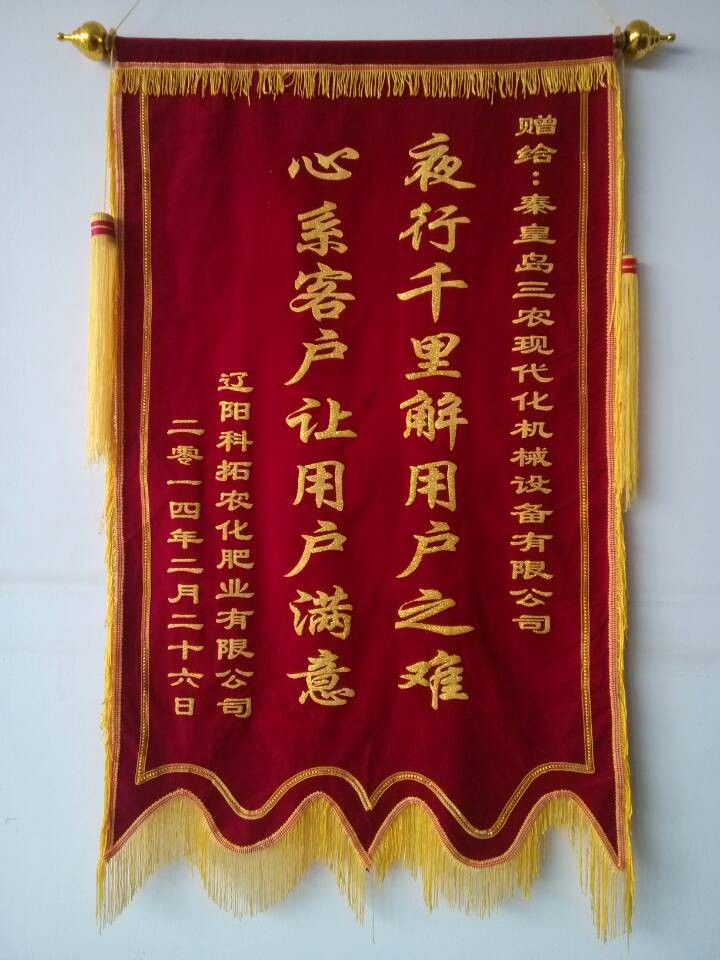 赠给：秦皇岛三农现代化机械设备有限公司
夜行千里解用户之难
心系客户让用户满意
辽阳科拓农化肥业有限公司
二零一四年二月二十六日